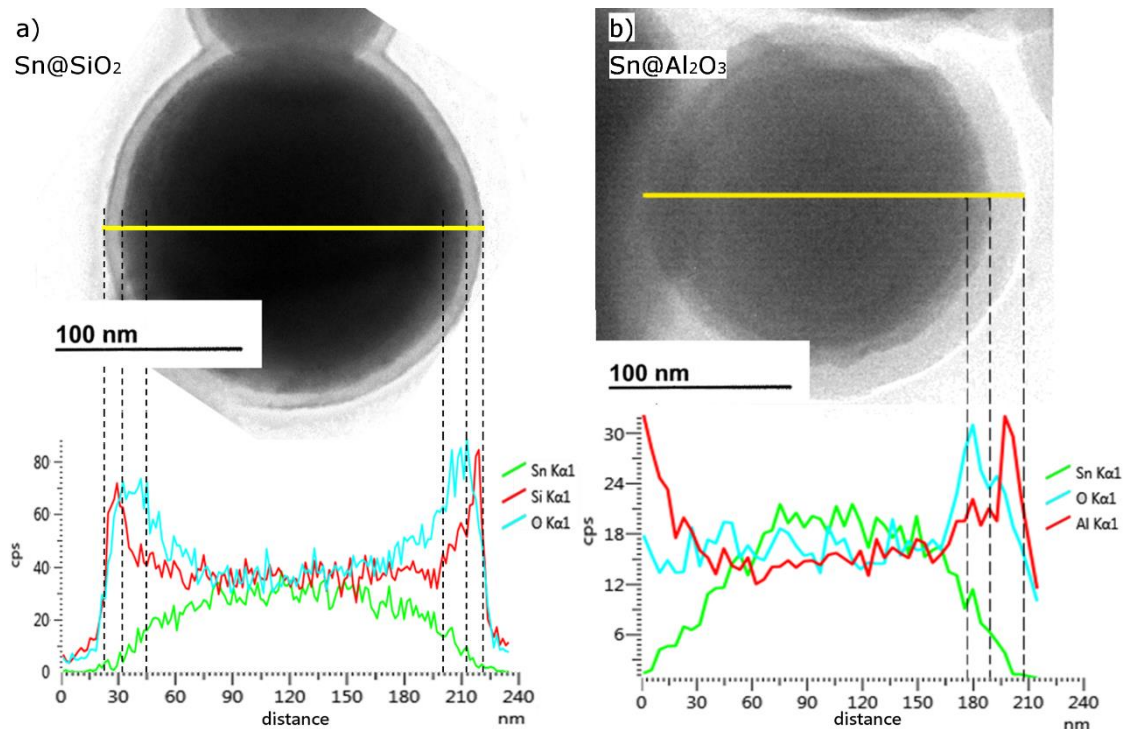 a)
Sn@SiO₂
100 nm
80
60
40
20
0
cps
Sn Kα1
Si Kα1
O Kα1
0 30 60 90 120 150 180 210 240
distance
nm
b)
Sn@Al₂O₃
100 nm
30
24
18
12
6
cps
Sn Kα1
O Kα1
Al Kα1
0 30 60 90 120 150 180 210 240
distance
nm